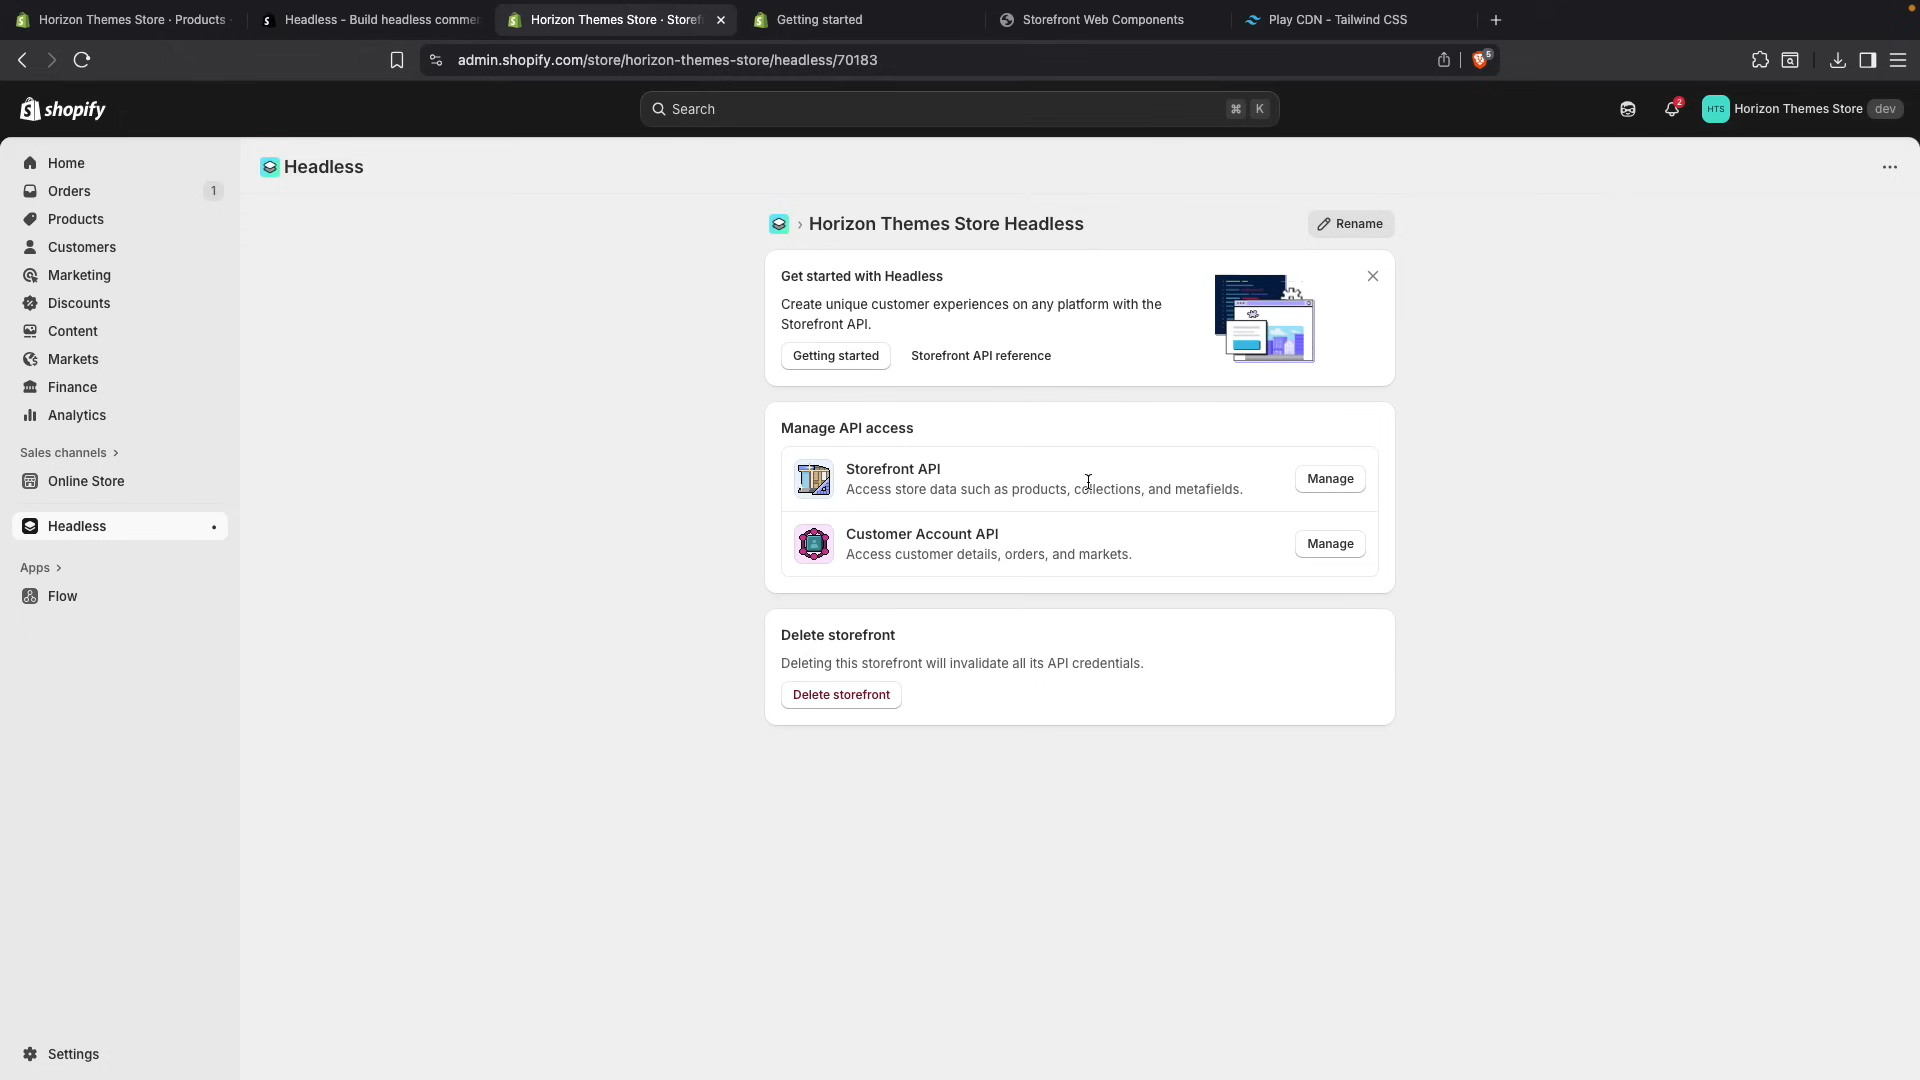 Horizon Themes Store · Products
Headless - Build headless commer
Horizon Themes Store · Storef
Getting started
Storefront Web Components
Play CDN - Tailwind CSS
admin.shopify.com/store/horizon-themes-store/headless/70183
5
shopify
Search
⌘ K
2
HTS
Horizon Themes Store
dev
Home
Orders
1
Products
Customers
Marketing
Discounts
Content
Markets
Finance
Analytics
Sales channels
Online Store
Headless
Apps
Flow
Settings
Headless
Horizon Themes Store Headless
Rename
Get started with Headless
Create unique customer experiences on any platform with the
Storefront API.
Getting started
Storefront API reference
Manage API access
Storefront API
Access store data such as products, collections, and metafields.
Manage
Customer Account API
Access customer details, orders, and markets.
Manage
Delete storefront
Deleting this storefront will invalidate all its API credentials.
Delete storefront